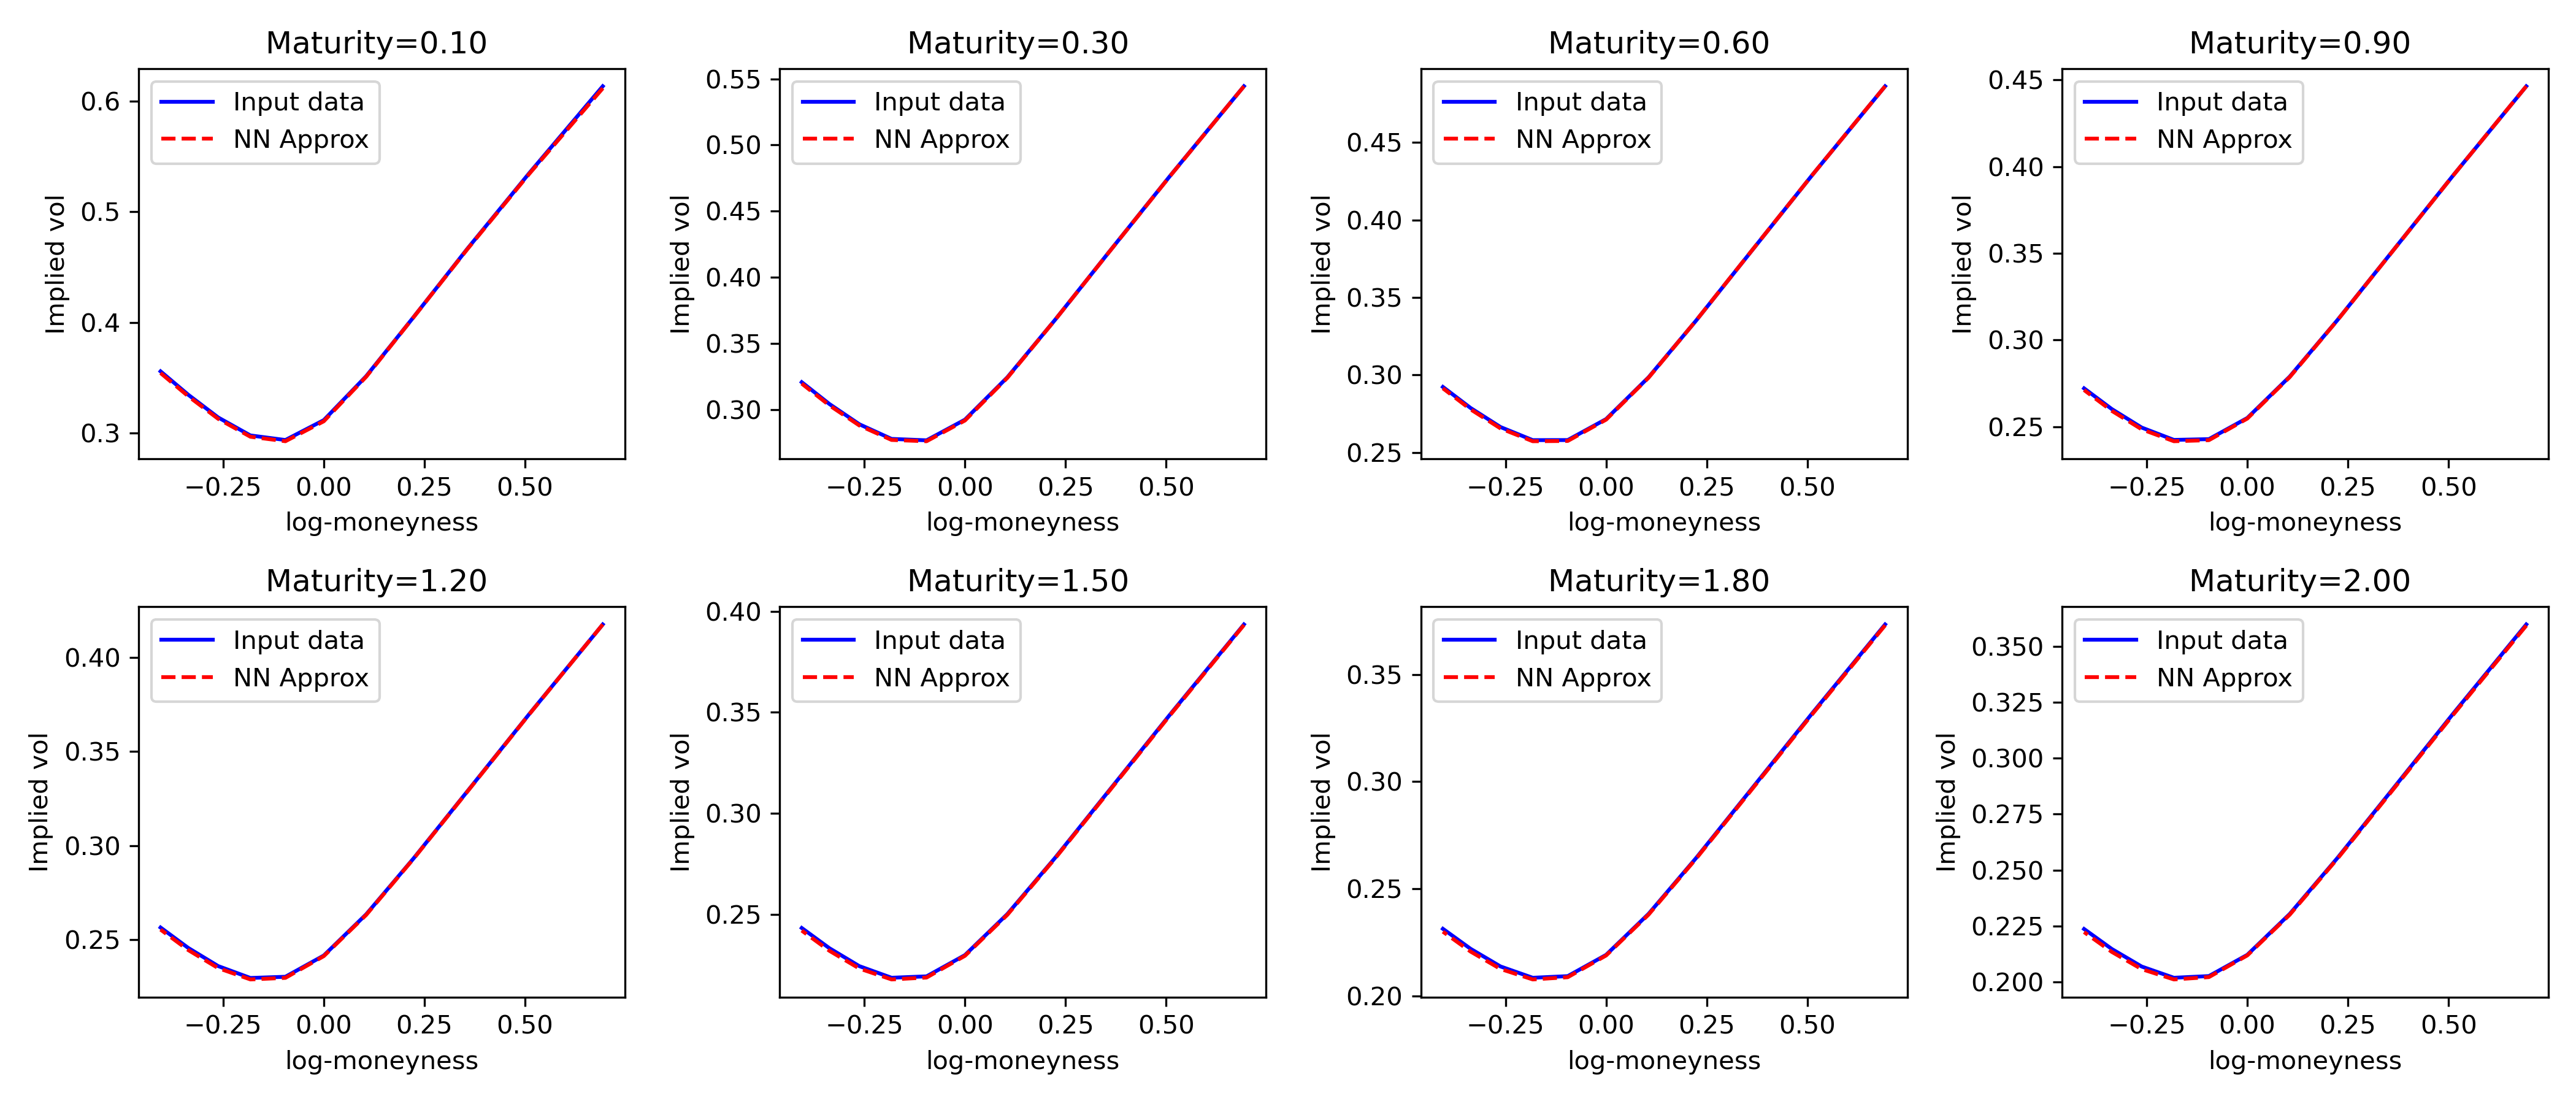 Maturity=0.10
Input data
NN Approx
Implied vol
0.6
0.5
0.4
0.3
−0.25 0.00 0.25 0.50
log-moneyness
Maturity=0.30
Input data
NN Approx
Implied vol
0.55
0.50
0.45
0.40
0.35
0.30
−0.25 0.00 0.25 0.50
log-moneyness
Maturity=0.60
Input data
NN Approx
Implied vol
0.45
0.40
0.35
0.30
0.25
−0.25 0.00 0.25 0.50
log-moneyness
Maturity=0.90
Input data
NN Approx
Implied vol
0.45
0.40
0.35
0.30
0.25
−0.25 0.00 0.25 0.50
log-moneyness
Maturity=1.20
Input data
NN Approx
Implied vol
0.40
0.35
0.30
0.25
−0.25 0.00 0.25 0.50
log-moneyness
Maturity=1.50
Input data
NN Approx
Implied vol
0.40
0.35
0.30
0.25
−0.25 0.00 0.25 0.50
log-moneyness
Maturity=1.80
Input data
NN Approx
Implied vol
0.35
0.30
0.25
0.20
−0.25 0.00 0.25 0.50
log-moneyness
Maturity=2.00
Input data
NN Approx
Implied vol
0.350
0.325
0.300
0.275
0.250
0.225
0.200
−0.25 0.00 0.25 0.50
log-moneyness